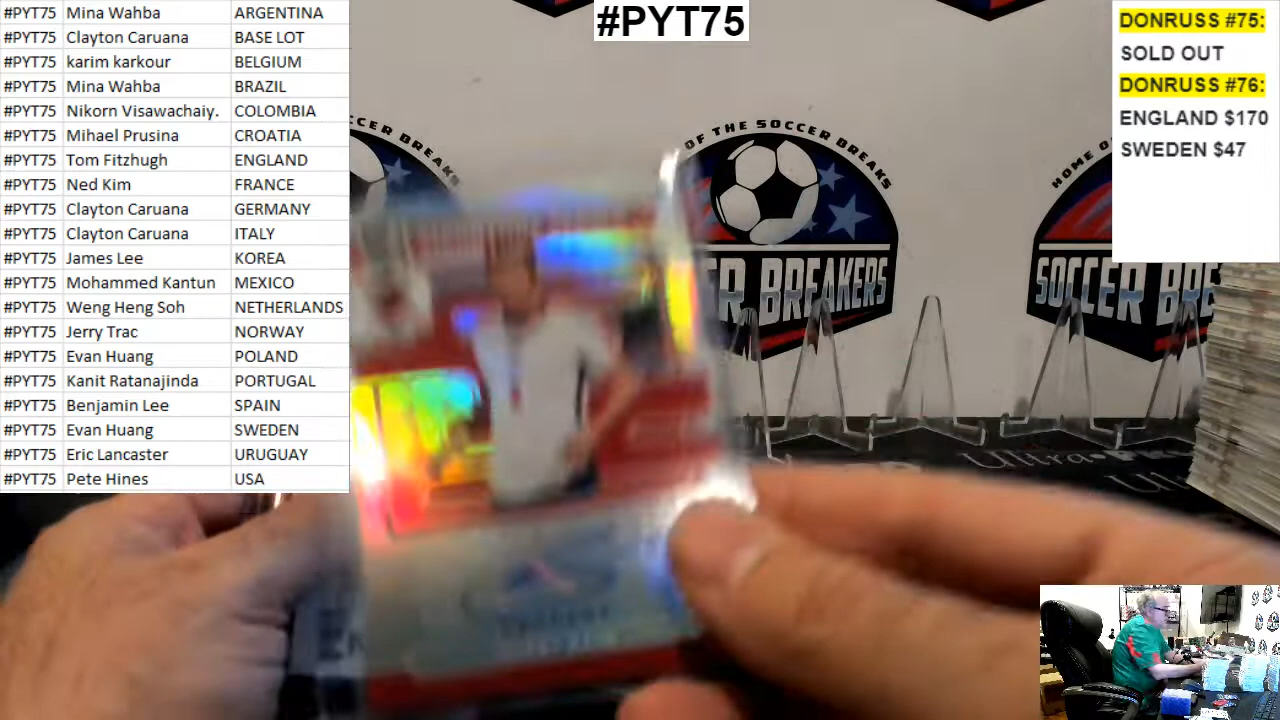 #PYT75 Mina Wahba ARGENTINA
#PYT75 Clayton Caruana BASE LOT
#PYT75 karim karkour BELGIUM
#PYT75 Mina Wahba BRAZIL
#PYT75 Nikorn Visawachaiy. COLOMBIA
#PYT75 Mihael Prusina CROATIA
#PYT75 Tom Fitzhugh ENGLAND
#PYT75 Ned Kim FRANCE
#PYT75 Clayton Caruana GERMANY
#PYT75 Clayton Caruana ITALY
#PYT75 James Lee KOREA
#PYT75 Mohammed Kantun MEXICO
#PYT75 Weng Heng Soh NETHERLANDS
#PYT75 Jerry Trac NORWAY
#PYT75 Evan Huang POLAND
#PYT75 Kanit Ratanajinda PORTUGAL
#PYT75 Benjamin Lee SPAIN
#PYT75 Evan Huang SWEDEN
#PYT75 Eric Lancaster URUGUAY
#PYT75 Pete Hines USA
#PYT75
DONRUSS #75:
SOLD OUT
DONRUSS #76:
ENGLAND $170
SWEDEN $47
CCER BREAKS
OF THE SOCCER BREAKS
R BREAKERS
HOME O
SOCCER BRE
Ultra